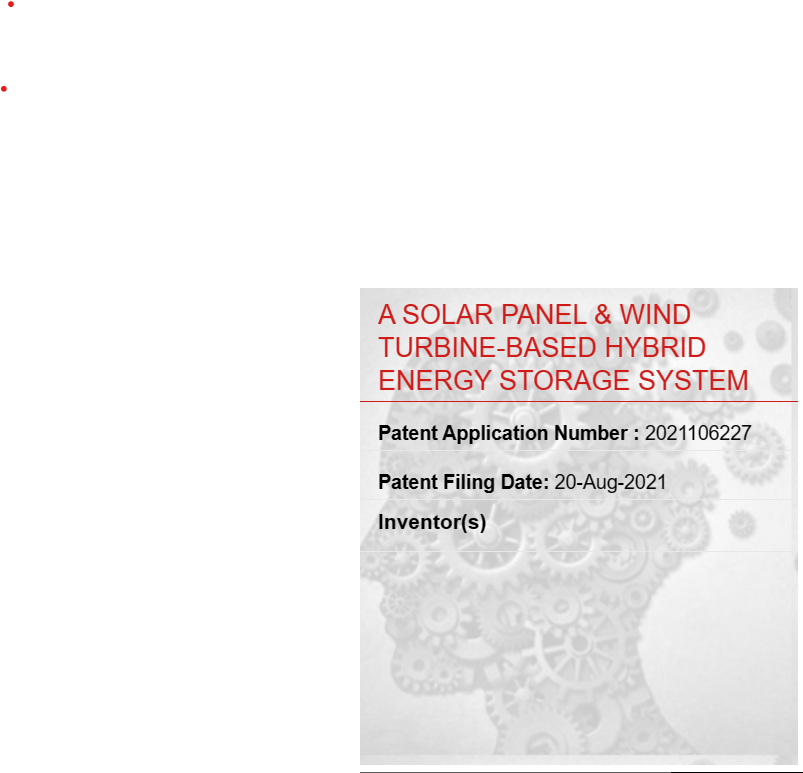 A SOLAR PANEL & WIND
TURBINE-BASED HYBRID
ENERGY STORAGE SYSTEM
Patent Application Number : 2021106227
Patent Filing Date: 20-Aug-2021
Inventor(s)